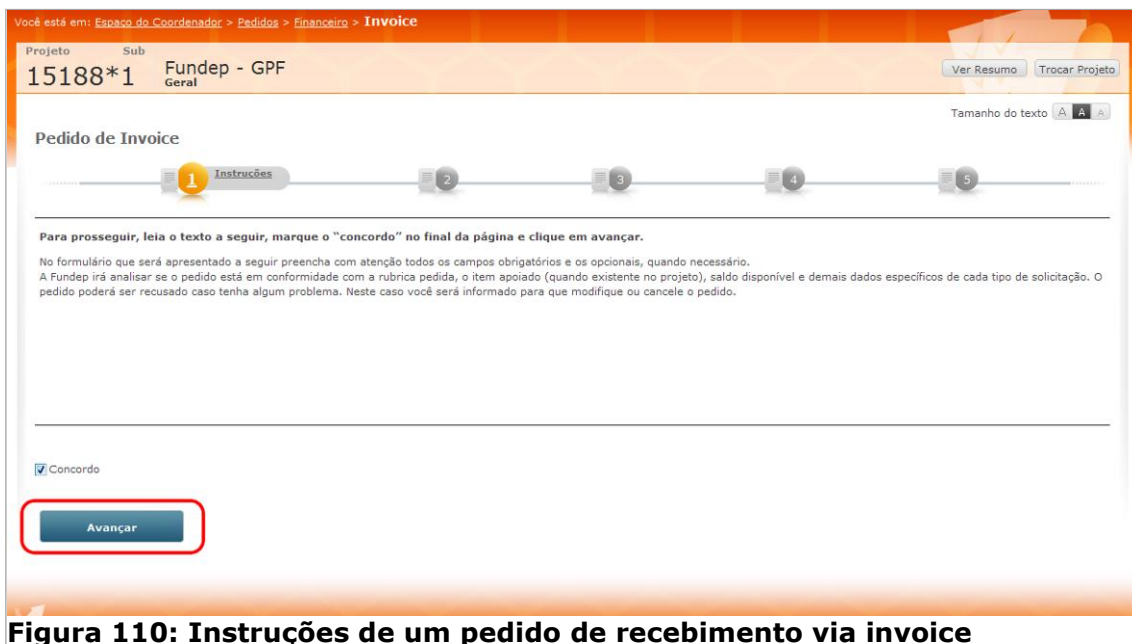 Você está em: Espaço do Coordenador > Pedidos > Financeiro > Invoice
Projeto Sub
15188*1 Fundep - GPF
Geral
Ver Resumo Trocar Projeto
Tamanho do texto A A A
Pedido de Invoice
1 Instruções 2 3 4 5
Para prosseguir, leia o texto a seguir, marque o "concordo" no final da página e clique em avançar.
No formulário que será apresentado a seguir preencha com atenção todos os campos obrigatórios e os opcionais, quando necessário.
A Fundep irá analisar se o pedido está em conformidade com a rubrica pedida, o item apoiado (quando existente no projeto), saldo disponível e demais dados específicos de cada tipo de solicitação. O
pedido poderá ser recusado caso tenha algum problema. Neste caso você será informado para que modifique ou cancele o pedido.
Concordo
Avançar
Figura 110: Instruções de um pedido de recebimento via invoice